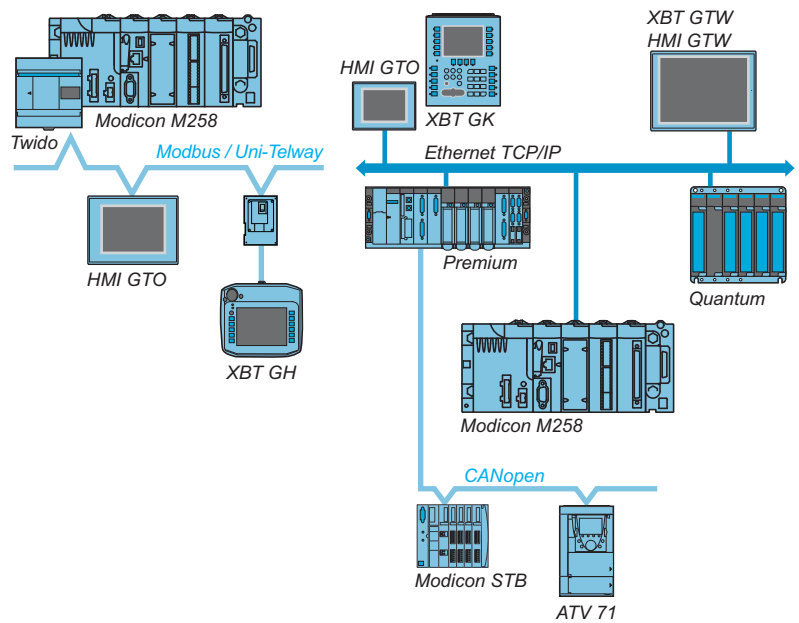 XBT GTW
HMI GTW
HMI GTO
XBT GK
Modicon M258
Twido
Modbus / Uni-Telway
Ethernet TCP/IP
HMI GTO
Premium
Quantum
XBT GH
Modicon M258
CANopen
Modicon STB
ATV 71